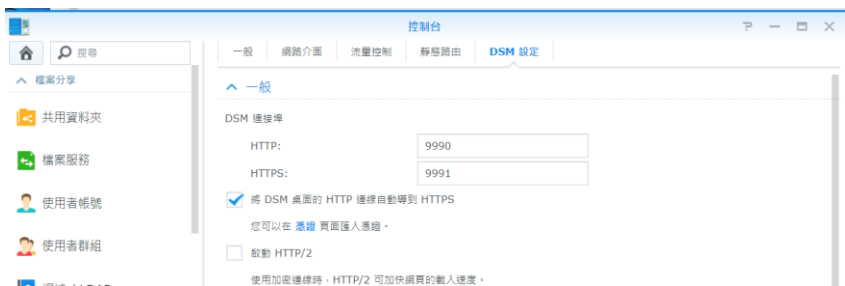 控制台
搜尋
一般 網路介面 流量控制 靜態路由 DSM 設定
檔案分享
一般
共用資料夾
DSM 連接埠
HTTP: 9990
檔案服務
HTTPS: 9991
使用者帳號
將 DSM 桌面的 HTTP 連線自動導到 HTTPS
您可以在 憑證 頁面匯入憑證。
使用者群組
啟動 HTTP/2
使用加密連線時，HTTP/2 可加快網頁的載入速度。